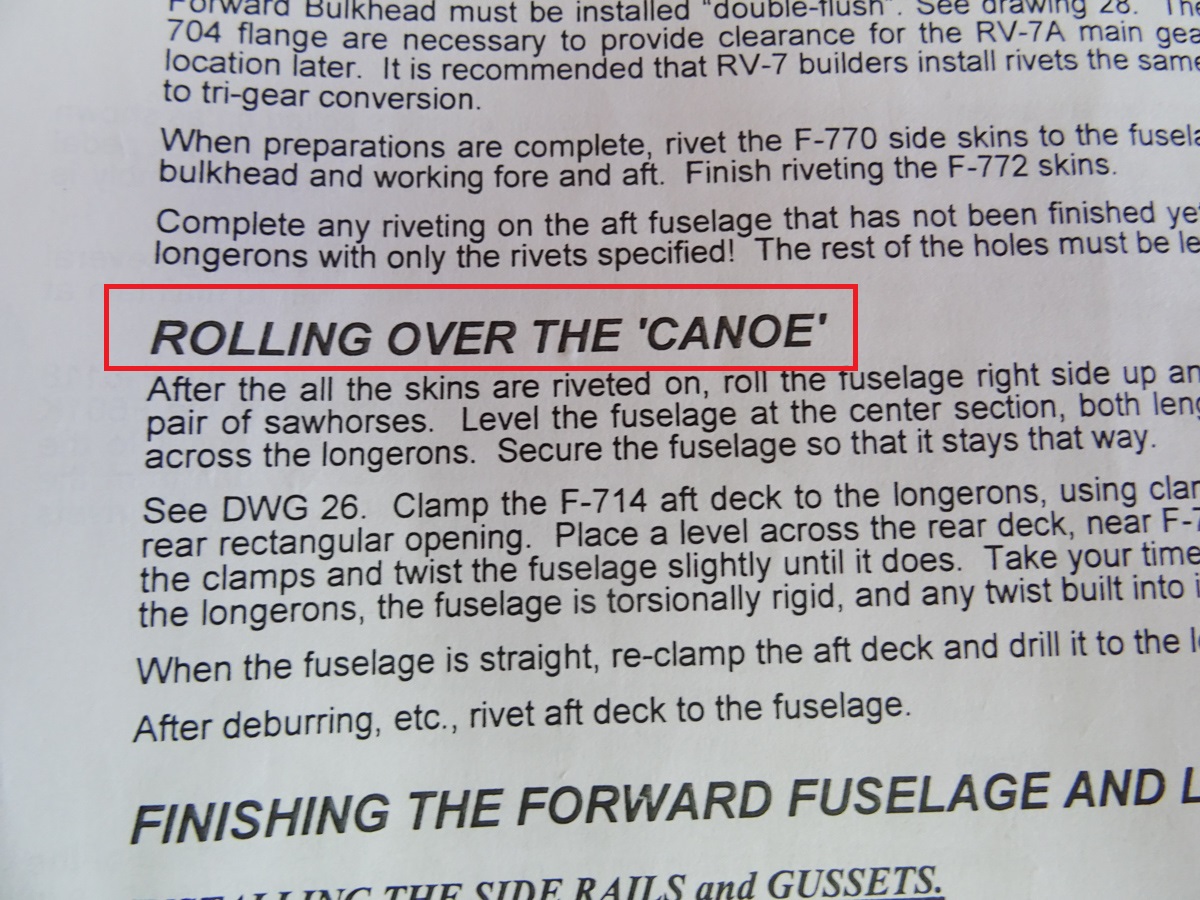 Forward Bulkhead must be installed "double-flush". See drawing 28. The
704 flange are necessary to provide clearance for the RV-7A main gea
location later. It is recommended that RV-7 builders install rivets the same
to tri-gear conversion.
When preparations are complete, rivet the F-770 side skins to the fusela
bulkhead and working fore and aft. Finish riveting the F-772 skins.
Complete any riveting on the aft fuselage that has not been finished ye
longerons with only the rivets specified! The rest of the holes must be le
ROLLING OVER THE 'CANOE'
After the all the skins are riveted on, roll the fuselage right side up an
pair of sawhorses. Level the fuselage at the center section, both long
across the longerons. Secure the fuselage so that it stays that way.
See DWG 26. Clamp the F-714 aft deck to the longerons, using clam
rear rectangular opening. Place a level across the rear deck, near F-7
the clamps and twist the fuselage slightly until it does. Take your time
the longerons, the fuselage is torsionally rigid, and any twist built into i
When the fuselage is straight, re-clamp the aft deck and drill it to the l
After deburring, etc., rivet aft deck to the fuselage.
FINISHING THE FORWARD FUSELAGE AND L
INSTALLING THE SIDE RAILS and GUSSETS.